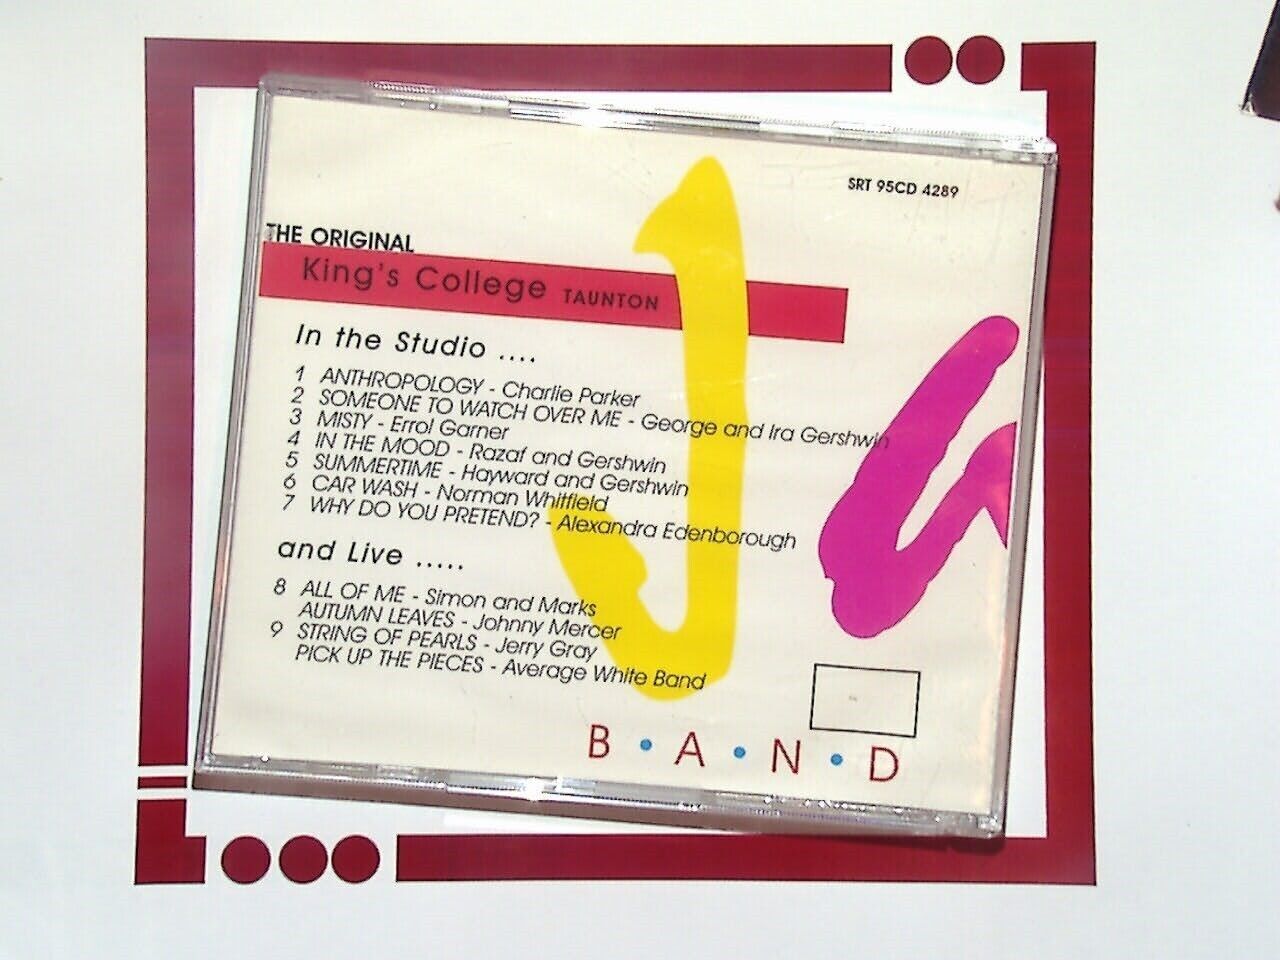 SRT 95CD 4289
THE ORIGINAL
King's College TAUNTON
In the Studio ....
1 ANTHROPOLOGY - Charlie Parker
2 SOMEONE TO WATCH OVER ME - George and Ira Gershwin
3 MISTY - Errol Garner
4 IN THE MOOD - Razaf and Gershwin
5 SUMMERTIME - Hayward and Gershwin
6 CAR WASH - Norman Whitfield
7 WHY DO YOU PRETEND? - Alexandra Edenborough
and Live .....
8 ALL OF ME - Simon and Marks
AUTUMN LEAVES - Johnny Mercer
9 STRING OF PEARLS - Jerry Gray
PICK UP THE PIECES - Average White Band
B • A • N • D